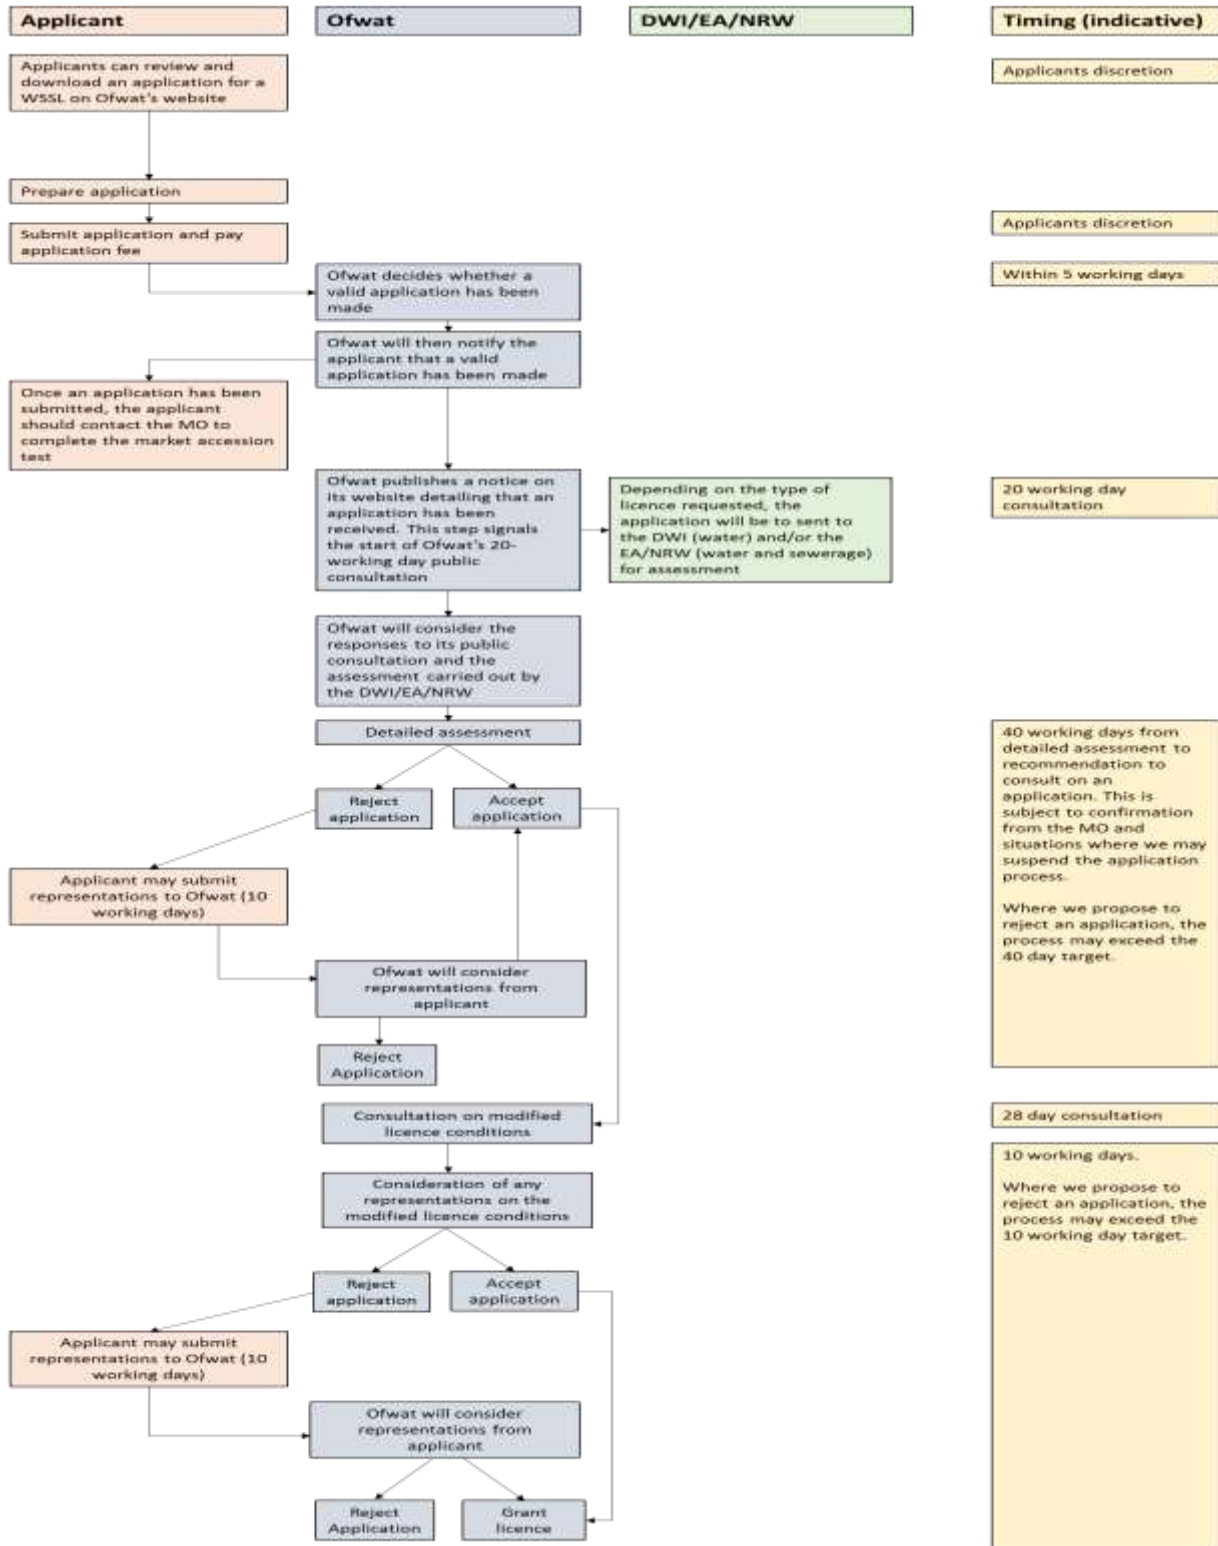 Applicant
Ofwat
DWI/EA/NRW
Timing (indicative)
Applicants can review and
download an application for a
WSSL on Ofwat's website
Applicants discretion
Prepare application
Submit application and pay
application fee
Applicants discretion
Ofwat decides whether a
valid application has been
made
Within 5 working days
Ofwat will then notify the
applicant that a valid
application has been made
Once an application has been
submitted, the applicant
should contact the MO to
complete the market accession
test
Ofwat publishes a notice on
its website detailing that an
application has been
received. This step signals
the start of Ofwat's 20-
working day public
consultation
Depending on the type of
licence requested, the
application will be to sent to
the DWI (water) and/or the
EA/NRW (water and sewerage)
for assessment
20 working day
consultation
Ofwat will consider the
responses to its public
consultation and the
assessment carried out by
the DWI/EA/NRW
Detailed assessment
40 working days from
detailed assessment to
recommendation to
consult on an
application. This is
subject to confirmation
from the MO and
situations where we may
suspend the application
process.
Where we propose to
reject an application, the
process may exceed the
40 day target.
Reject
application
Accept
application
Applicant may submit
representations to Ofwat (10
working days)
Ofwat will consider
representations from
applicant
Reject
Application
Consultation on modified
licence conditions
28 day consultation
Consideration of any
representations on the
modified licence conditions
10 working days.
Where we propose to
reject an application, the
process may exceed the
10 working day target.
Reject
application
Accept
application
Applicant may submit
representations to Ofwat (10
working days)
Ofwat will consider
representations from
applicant
Reject
Application
Grant
licence